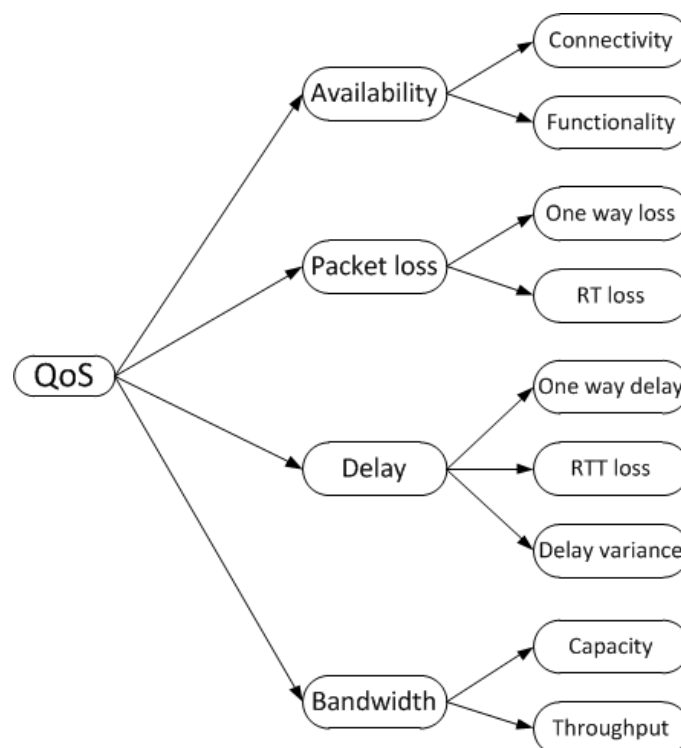 Connectivity
Availability
Functionality
One way loss
Packet loss
RT loss
QoS
One way delay
Delay
RTT loss
Delay variance
Capacity
Bandwidth
Throughput